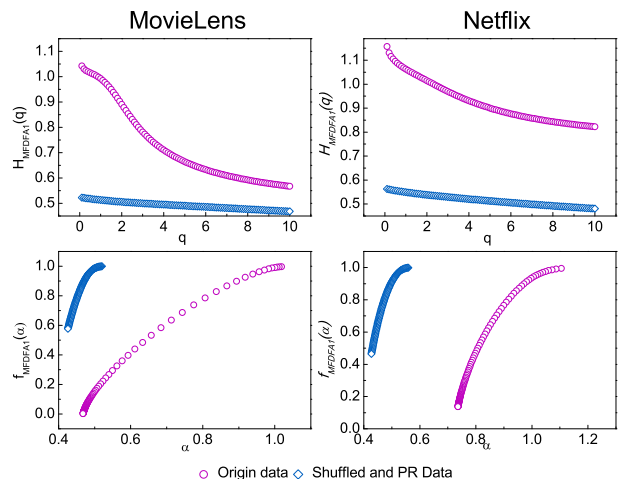 MovieLens
Netflix
1.1
1.0
0.9
0.8
0.7
0.6
0.5
H_MFDFA1(q)
0 2 4 6 8 10
q
1.2
1.1
1.0
0.9
0.8
0.7
0.6
0.5
H_MFDFA1(q)
0 2 4 6 8 10
q
1.0
0.8
0.6
0.4
0.2
0.0
f_MFDFA1(α)
0.4 0.6 0.8 1.0
α
1.0
0.8
0.6
0.4
0.2
0.0
f_MFDFA1(α)
0.4 0.6 0.8 1.0 1.2
α
Origin data Shuffled and PR Data